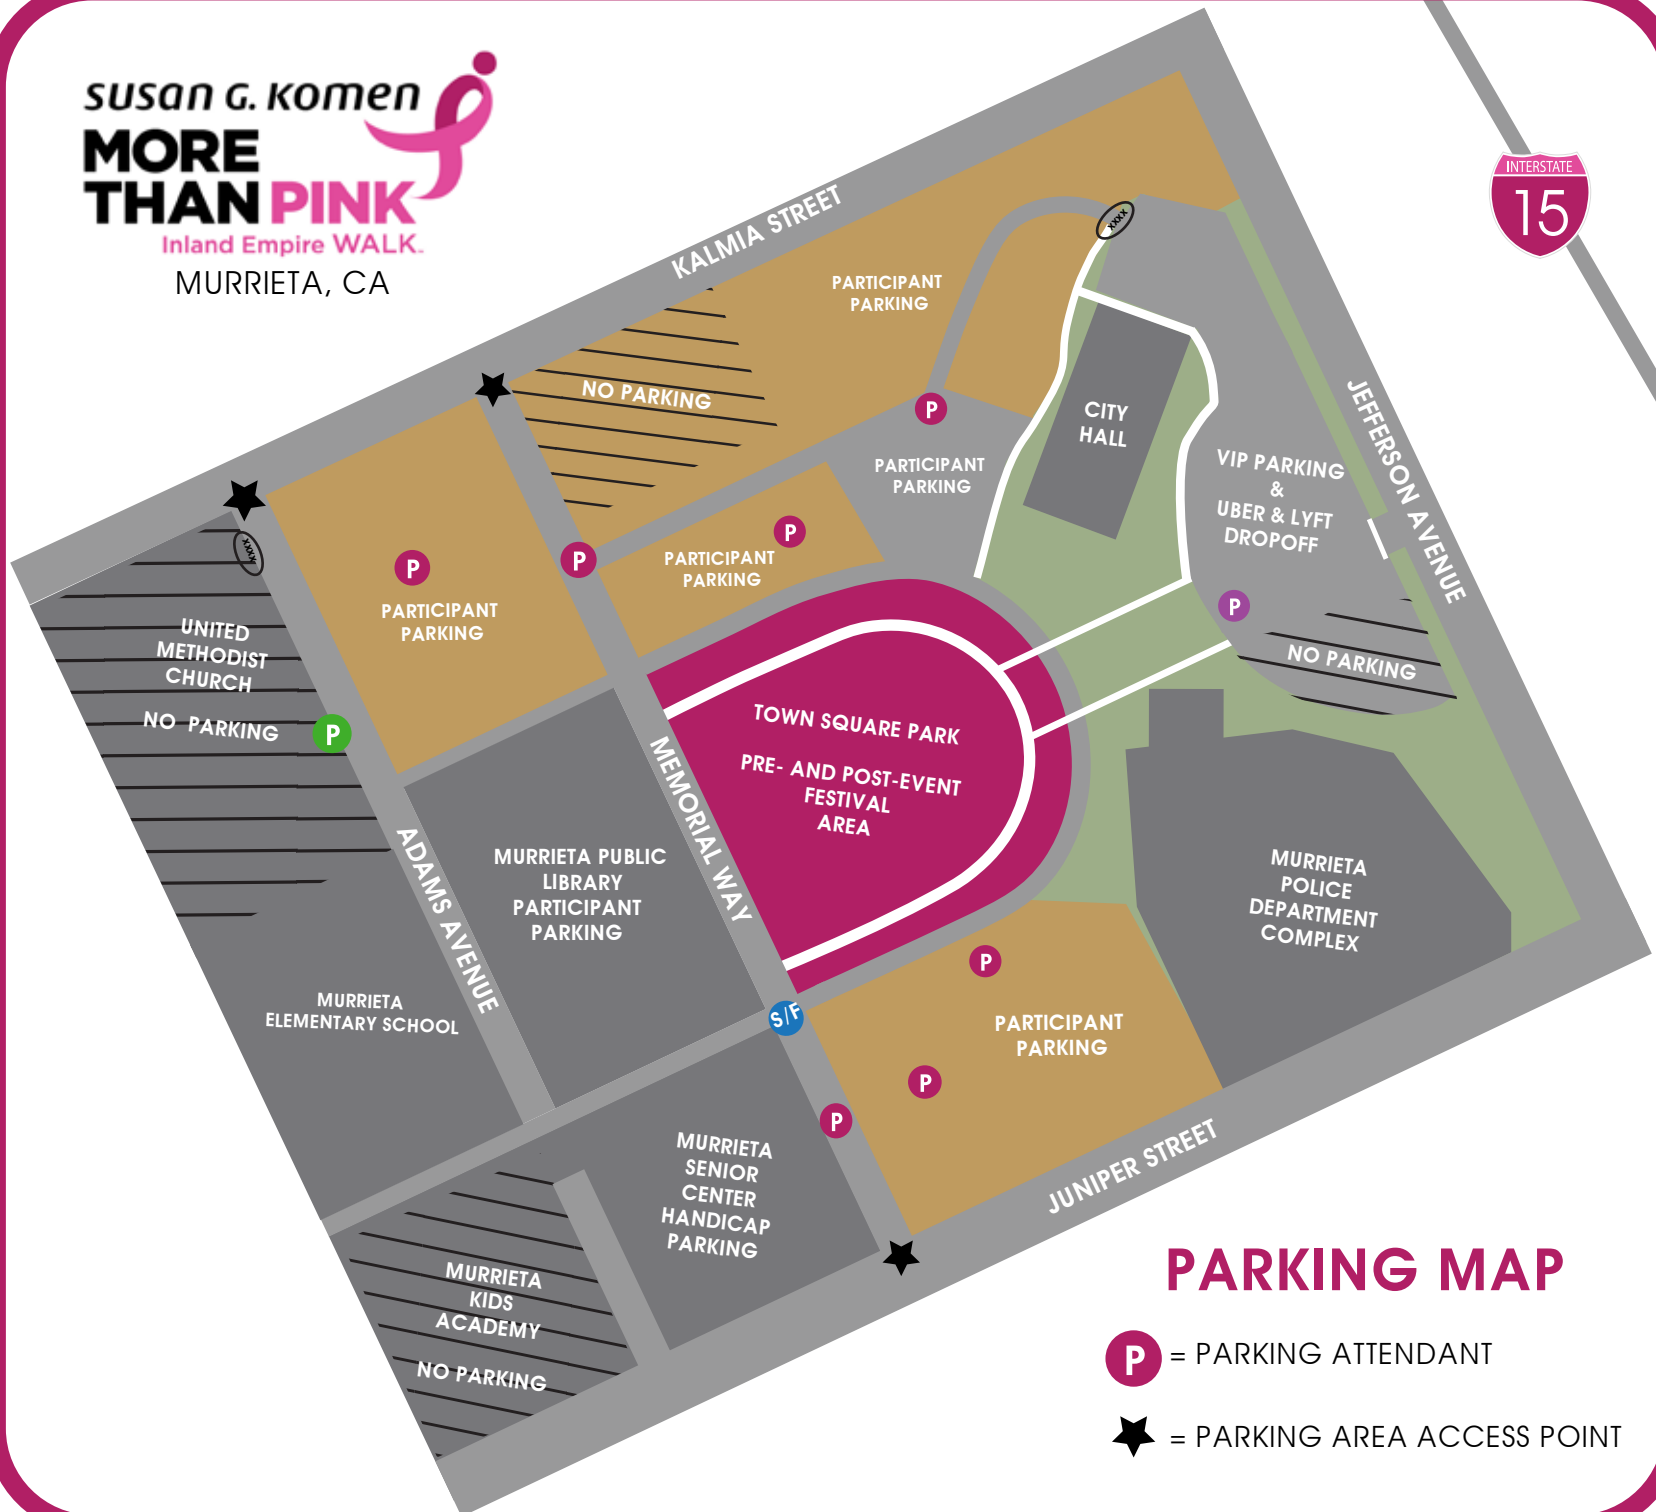 SUSAN G. KOMEN
MORE
THAN PINK
Inland Empire WALK.
MURRIETA, CA
INTERSTATE
15
KALMIA STREET
PARTICIPANT
PARKING
XXXX
NO PARKING
P
CITY
HALL
JEFFERSON AVENUE
PARTICIPANT
PARKING
VIP PARKING
&
UBER & LYFT
DROPOFF
XXXX
P
PARTICIPANT
PARKING
P
P
PARTICIPANT
PARKING
P
NO PARKING
UNITED
METHODIST
CHURCH
NO PARKING
P
TOWN SQUARE PARK
PRE- AND POST-EVENT
FESTIVAL
AREA
MEMORIAL WAY
ADAMS AVENUE
MURRIETA PUBLIC
LIBRARY
PARTICIPANT
PARKING
MURRIETA
POLICE
DEPARTMENT
COMPLEX
P
MURRIETA
ELEMENTARY SCHOOL
S/F
PARTICIPANT
PARKING
P
P
MURRIETA
SENIOR
CENTER
HANDICAP
PARKING
JUNIPER STREET
MURRIETA
KIDS
ACADEMY
NO PARKING
PARKING MAP
P = PARKING ATTENDANT
= PARKING AREA ACCESS POINT